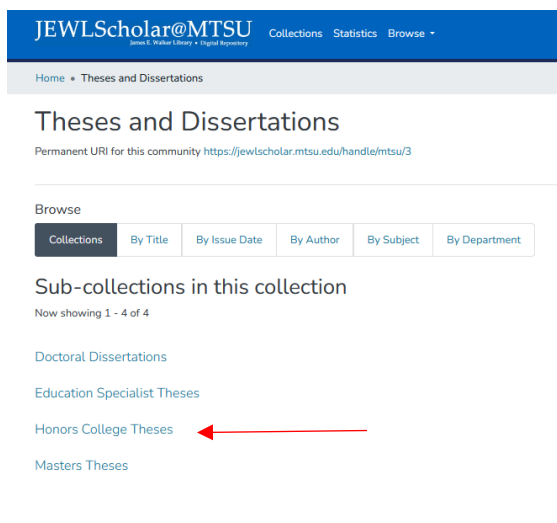 JEWLScholar@MTSU
James E. Walker Library • Digital Repository
Collections Statistics Browse
Home • Theses and Dissertations
Theses and Dissertations
Permanent URI for this community https://jewlscholar.mtsu.edu/handle/mtsu/3
Browse
Collections By Title By Issue Date By Author By Subject By Department
Sub-collections in this collection
Now showing 1 - 4 of 4
Doctoral Dissertations
Education Specialist Theses
Honors College Theses
Masters Theses